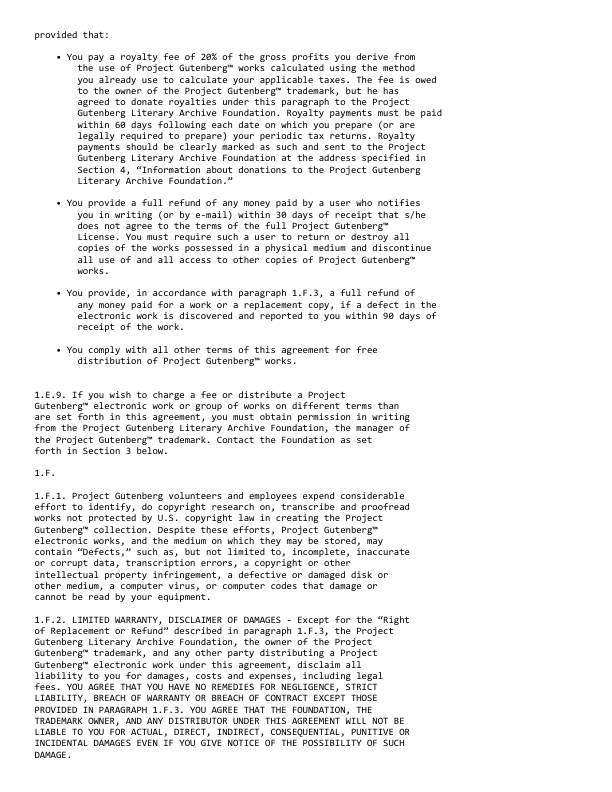 provided that:
• You pay a royalty fee of 20% of the gross profits you derive from
the use of Project Gutenberg™ works calculated using the method
you already use to calculate your applicable taxes. The fee is owed
to the owner of the Project Gutenberg™ trademark, but he has
agreed to donate royalties under this paragraph to the Project
Gutenberg Literary Archive Foundation. Royalty payments must be paid
within 60 days following each date on which you prepare (or are
legally required to prepare) your periodic tax returns. Royalty
payments should be clearly marked as such and sent to the Project
Gutenberg Literary Archive Foundation at the address specified in
Section 4, “Information about donations to the Project Gutenberg
Literary Archive Foundation.”
• You provide a full refund of any money paid by a user who notifies
you in writing (or by e-mail) within 30 days of receipt that s/he
does not agree to the terms of the full Project Gutenberg™
License. You must require such a user to return or destroy all
copies of the works possessed in a physical medium and discontinue
all use of and all access to other copies of Project Gutenberg™
works.
• You provide, in accordance with paragraph 1.F.3, a full refund of
any money paid for a work or a replacement copy, if a defect in the
electronic work is discovered and reported to you within 90 days of
receipt of the work.
• You comply with all other terms of this agreement for free
distribution of Project Gutenberg™ works.
1.E.9. If you wish to charge a fee or distribute a Project
Gutenberg™ electronic work or group of works on different terms than
are set forth in this agreement, you must obtain permission in writing
from the Project Gutenberg Literary Archive Foundation, the manager of
the Project Gutenberg™ trademark. Contact the Foundation as set
forth in Section 3 below.
1.F.
1.F.1. Project Gutenberg volunteers and employees expend considerable
effort to identify, do copyright research on, transcribe and proofread
works not protected by U.S. copyright law in creating the Project
Gutenberg™ collection. Despite these efforts, Project Gutenberg™
electronic works, and the medium on which they may be stored, may
contain “Defects,” such as, but not limited to, incomplete, inaccurate
or corrupt data, transcription errors, a copyright or other
intellectual property infringement, a defective or damaged disk or
other medium, a computer virus, or computer codes that damage or
cannot be read by your equipment.
1.F.2. LIMITED WARRANTY, DISCLAIMER OF DAMAGES - Except for the “Right
of Replacement or Refund” described in paragraph 1.F.3, the Project
Gutenberg Literary Archive Foundation, the owner of the Project
Gutenberg™ trademark, and any other party distributing a Project
Gutenberg™ electronic work under this agreement, disclaim all
liability to you for damages, costs and expenses, including legal
fees. YOU AGREE THAT YOU HAVE NO REMEDIES FOR NEGLIGENCE, STRICT
LIABILITY, BREACH OF WARRANTY OR BREACH OF CONTRACT EXCEPT THOSE
PROVIDED IN PARAGRAPH 1.F.3. YOU AGREE THAT THE FOUNDATION, THE
TRADEMARK OWNER, AND ANY DISTRIBUTOR UNDER THIS AGREEMENT WILL NOT BE
LIABLE TO YOU FOR ACTUAL, DIRECT, INDIRECT, CONSEQUENTIAL, PUNITIVE OR
INCIDENTAL DAMAGES EVEN IF YOU GIVE NOTICE OF THE POSSIBILITY OF SUCH
DAMAGE.